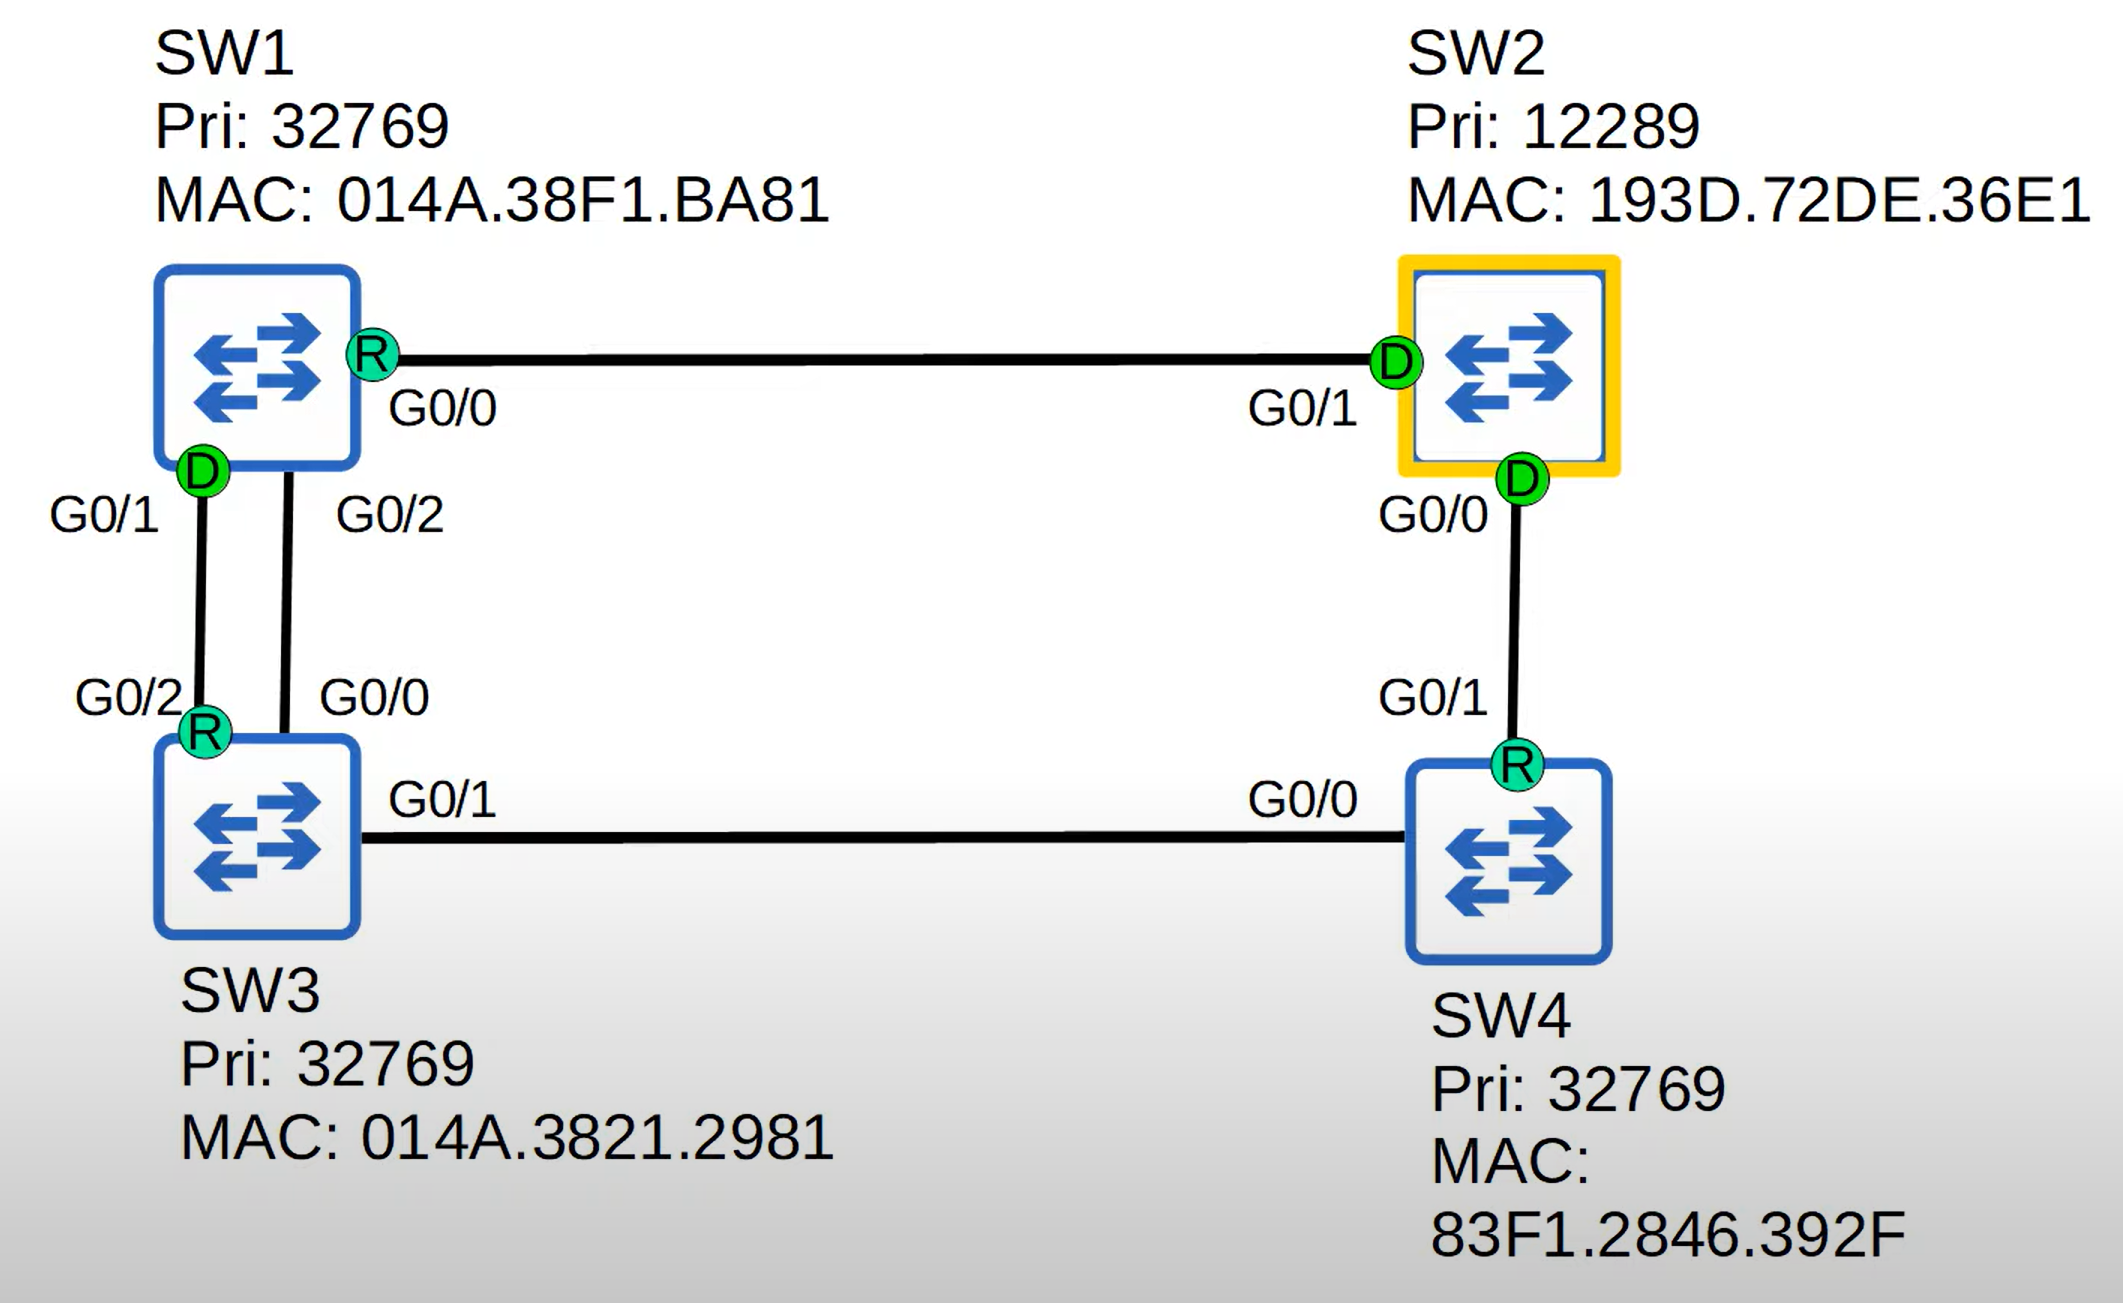 SW1
Pri: 32769
MAC: 014A.38F1.BA81
SW2
Pri: 12289
MAC: 193D.72DE.36E1
R
D
G0/0
G0/1
D
D
G0/1
G0/2
G0/0
G0/2
G0/0
G0/1
R
R
G0/1
G0/0
SW3
Pri: 32769
MAC: 014A.3821.2981
SW4
Pri: 32769
MAC:
83F1.2846.392F